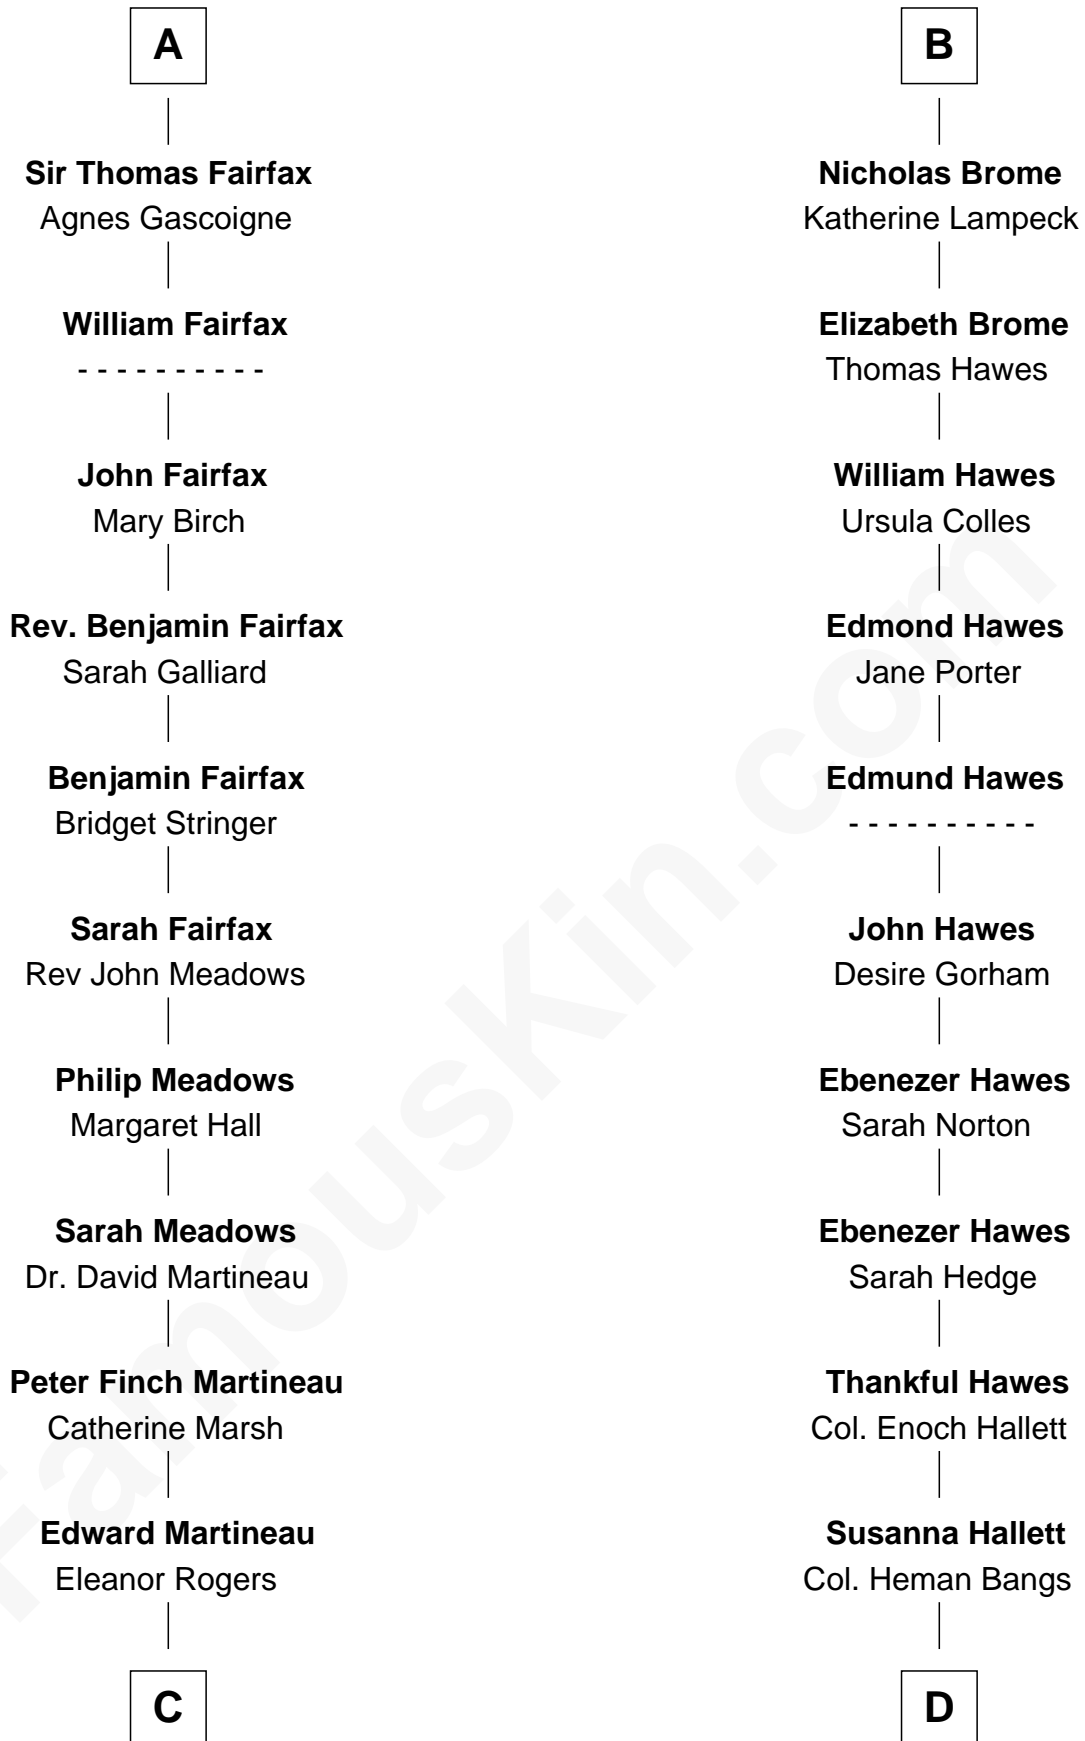 A
Sir Thomas Fairfax
Agnes Gascoigne
William Fairfax
- - - - - - - - - -
John Fairfax
Mary Birch
Rev. Benjamin Fairfax
Sarah Galliard
Benjamin Fairfax
Bridget Stringer
Sarah Fairfax
Rev John Meadows
Philip Meadows
Margaret Hall
Sarah Meadows
Dr. David Martineau
Peter Finch Martineau
Catherine Marsh
Edward Martineau
Eleanor Rogers
C
B
Nicholas Brome
Katherine Lampeck
Elizabeth Brome
Thomas Hawes
William Hawes
Ursula Colles
Edmond Hawes
Jane Porter
Edmund Hawes
- - - - - - - - - -
John Hawes
Desire Gorham
Ebenezer Hawes
Sarah Norton
Ebenezer Hawes
Sarah Hedge
Thankful Hawes
Col. Enoch Hallett
Susanna Hallett
Col. Heman Bangs
D
FamousKin.com